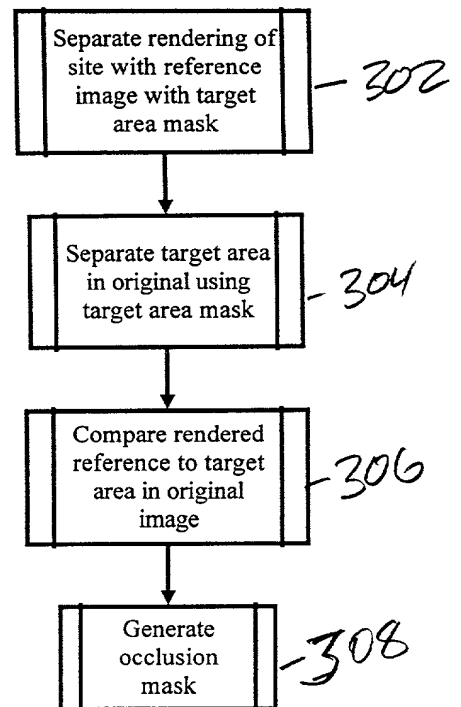 Separate rendering of
site with reference
image with target
area mask
302
Separate target area
in original using
target area mask
304
Compare rendered
reference to target
area in original
image
306
Generate
occlusion
mask
308